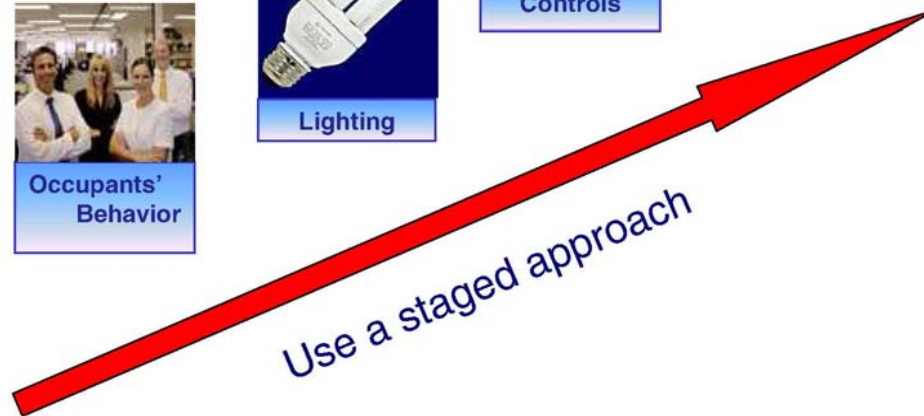 Controls
Lighting
Occupants'
Behavior
Use a staged approach